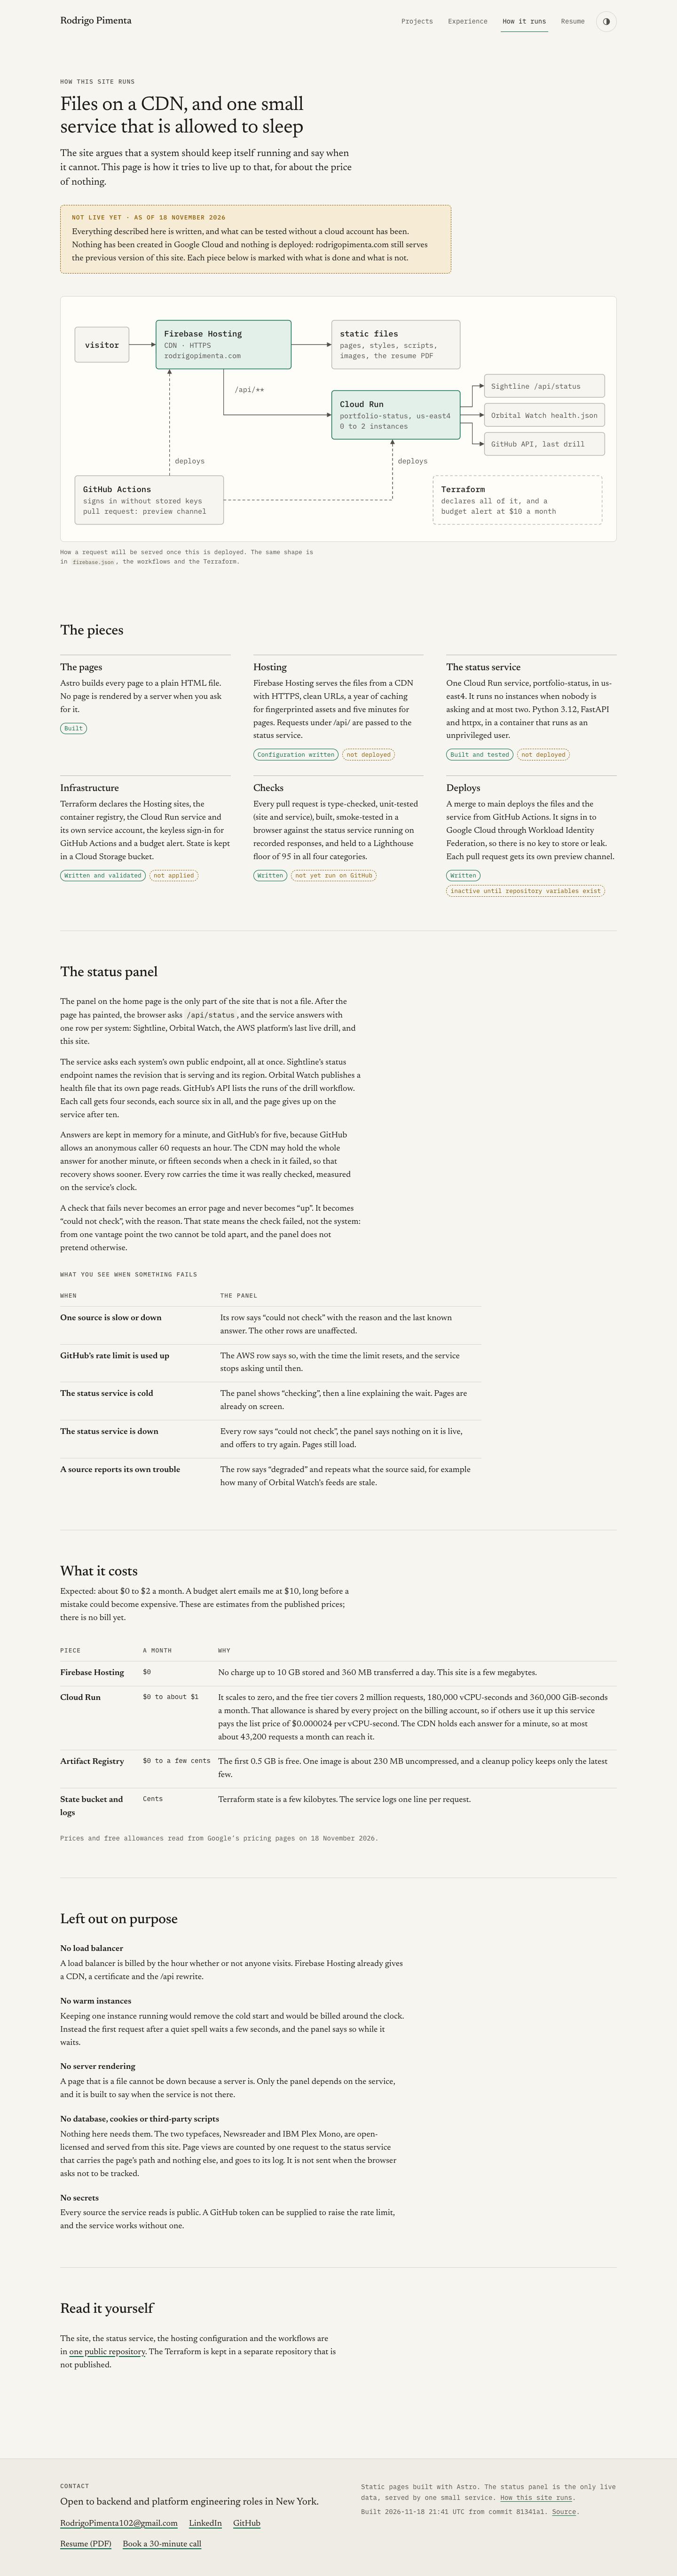 Rodrigo Pimenta
Projects Experience How it runs Resume
HOW THIS SITE RUNS
Files on a CDN, and one small
service that is allowed to sleep
The site argues that a system should keep itself running and say when
it cannot. This page is how it tries to live up to that, for about the price
of nothing.
NOT LIVE YET · AS OF 18 NOVEMBER 2026
Everything described here is written, and what can be tested without a cloud account has been.
Nothing has been created in Google Cloud and nothing is deployed: rodrigopimenta.com still serves
the previous version of this site. Each piece below is marked with what is done and what is not.
visitor
Firebase Hosting
CDN · HTTPS
rodrigopimenta.com
static files
pages, styles, scripts,
images, the resume PDF
/api/**
Cloud Run
portfolio-status, us-east4
0 to 2 instances
Sightline /api/status
Orbital Watch health.json
GitHub API, last drill
deploys
deploys
GitHub Actions
signs in without stored keys
pull request: preview channel
Terraform
declares all of it, and a
budget alert at $10 a month
How a request will be served once this is deployed. The same shape is
in firebase.json, the workflows and the Terraform.
The pieces
The pages
Astro builds every page to a plain HTML file.
No page is rendered by a server when you ask
for it.
Built
Hosting
Firebase Hosting serves the files from a CDN
with HTTPS, clean URLs, a year of caching
for fingerprinted assets and five minutes for
pages. Requests under /api/ are passed to the
status service.
Configuration written not deployed
The status service
One Cloud Run service, portfolio-status, in us-
east4. It runs no instances when nobody is
asking and at most two. Python 3.12, FastAPI
and httpx, in a container that runs as an
unprivileged user.
Built and tested not deployed
Infrastructure
Terraform declares the Hosting sites, the
container registry, the Cloud Run service and
its own service account, the keyless sign-in for
GitHub Actions and a budget alert. State is kept
in a Cloud Storage bucket.
Written and validated not applied
Checks
Every pull request is type-checked, unit-tested
(site and service), built, smoke-tested in a
browser against the status service running on
recorded responses, and held to a Lighthouse
floor of 95 in all four categories.
Written not yet run on GitHub
Deploys
A merge to main deploys the files and the
service from GitHub Actions. It signs in to
Google Cloud through Workload Identity
Federation, so there is no key to store or leak.
Each pull request gets its own preview channel.
Written
inactive until repository variables exist
The status panel
The panel on the home page is the only part of the site that is not a file. After the
page has painted, the browser asks /api/status, and the service answers with
one row per system: Sightline, Orbital Watch, the AWS platform's last live drill, and
this site.
The service asks each system's own public endpoint, all at once. Sightline's status
endpoint names the revision that is serving and its region. Orbital Watch publishes a
health file that its own page reads. GitHub's API lists the runs of the drill workflow.
Each call gets four seconds, each source six in all, and the page gives up on the
service after ten.
Answers are kept in memory for a minute, and GitHub's for five, because GitHub
allows an anonymous caller 60 requests an hour. The CDN may hold the whole
answer for another minute, or fifteen seconds when a check in it failed, so that
recovery shows sooner. Every row carries the time it was really checked, measured
on the service's clock.
A check that fails never becomes an error page and never becomes “up”. It becomes
“could not check”, with the reason. That state means the check failed, not the system:
from one vantage point the two cannot be told apart, and the panel does not
pretend otherwise.
WHAT YOU SEE WHEN SOMETHING FAILS
WHEN THE PANEL
One source is slow or down
Its row says “could not check” with the reason and the last known
answer. The other rows are unaffected.
GitHub's rate limit is used up
The AWS row says so, with the time the limit resets, and the service
stops asking until then.
The status service is cold
The panel shows “checking”, then a line explaining the wait. Pages are
already on screen.
The status service is down
Every row says “could not check”, the panel says nothing on it is live,
and offers to try again. Pages still load.
A source reports its own trouble
The row says “degraded” and repeats what the source said, for example
how many of Orbital Watch's feeds are stale.
What it costs
Expected: about $0 to $2 a month. A budget alert emails me at $10, long before a
mistake could become expensive. These are estimates from the published prices;
there is no bill yet.
PIECE A MONTH WHY
Firebase Hosting $0 No charge up to 10 GB stored and 360 MB transferred a day. This site is a few megabytes.
Cloud Run $0 to about $1 It scales to zero, and the free tier covers 2 million requests, 180,000 vCPU-seconds and 360,000 GiB-seconds
a month. That allowance is shared by every project on the billing account, so if others use it up this service
pays the list price of $0.000024 per vCPU-second. The CDN holds each answer for a minute, so at most
about 43,200 requests a month can reach it.
Artifact Registry $0 to a few cents The first 0.5 GB is free. One image is about 230 MB uncompressed, and a cleanup policy keeps only the latest
few.
State bucket and
logs
Cents Terraform state is a few kilobytes. The service logs one line per request.
Prices and free allowances read from Google's pricing pages on 18 November 2026.
Left out on purpose
No load balancer
A load balancer is billed by the hour whether or not anyone visits. Firebase Hosting already gives
a CDN, a certificate and the /api rewrite.
No warm instances
Keeping one instance running would remove the cold start and would be billed around the clock.
Instead the first request after a quiet spell waits a few seconds, and the panel says so while it
waits.
No server rendering
A page that is a file cannot be down because a server is. Only the panel depends on the service,
and it is built to say when the service is not there.
No database, cookies or third-party scripts
Nothing here needs them. The two typefaces, Newsreader and IBM Plex Mono, are open-
licensed and served from this site. Page views are counted by one request to the status service
that carries the page's path and nothing else, and goes to its log. It is not sent when the browser
asks not to be tracked.
No secrets
Every source the service reads is public. A GitHub token can be supplied to raise the rate limit,
and the service works without one.
Read it yourself
The site, the status service, the hosting configuration and the workflows are
in one public repository. The Terraform is kept in a separate repository that is
not published.
CONTACT
Open to backend and platform engineering roles in New York.
RodrigoPimenta102@gmail.com LinkedIn GitHub
Resume (PDF) Book a 30-minute call
Static pages built with Astro. The status panel is the only live
data, served by one small service. How this site runs.
Built 2026-11-18 21:41 UTC from commit 81341a1. Source.